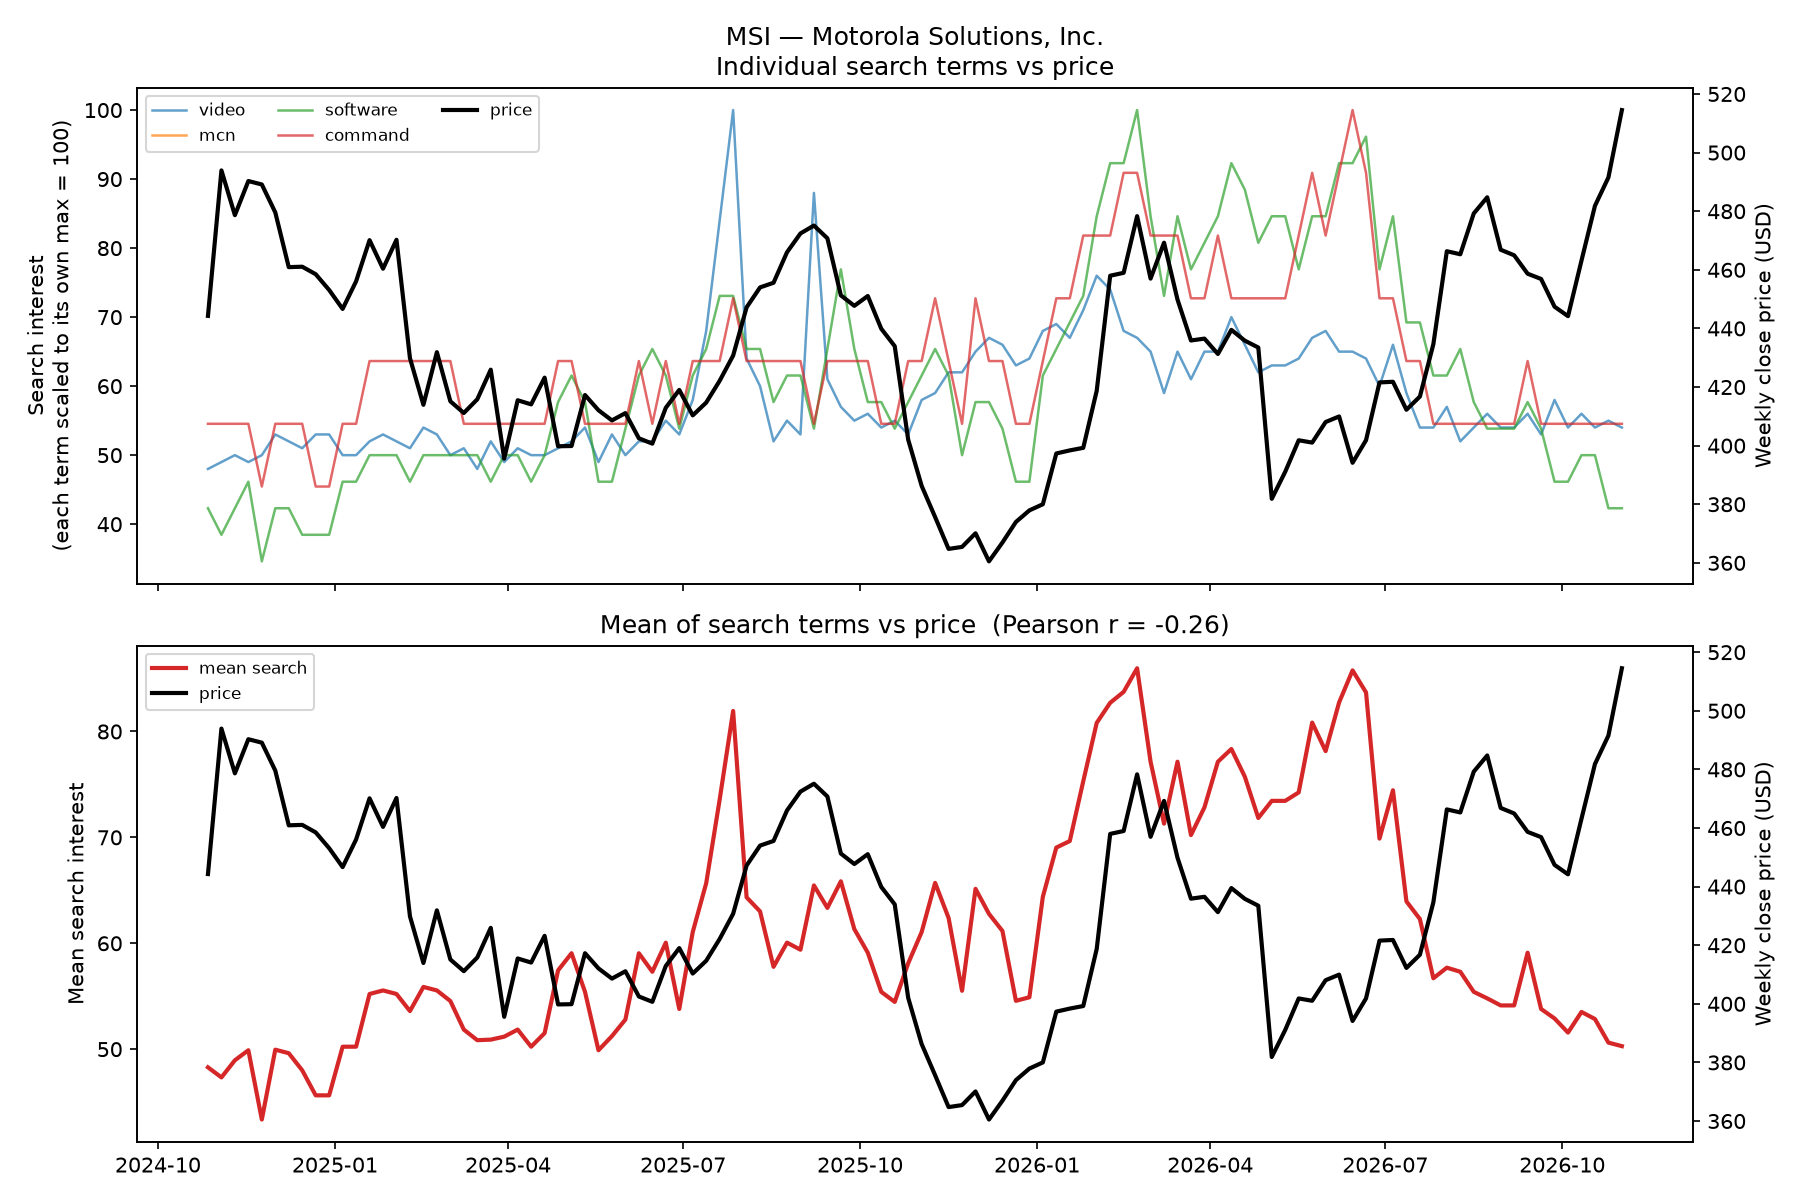 MSI — Motorola Solutions, Inc.
Individual search terms vs price
video
mcn
software
command
price
100
90
80
70
60
50
40
Search interest
(each term scaled to its own max = 100)
520
500
480
460
440
420
400
380
360
Weekly close price (USD)
Mean of search terms vs price (Pearson r = -0.26)
mean search
price
80
70
60
50
Mean search interest
520
500
480
460
440
420
400
380
360
Weekly close price (USD)
2024-10 2025-01 2025-04 2025-07 2025-10 2026-01 2026-04 2026-07 2026-10